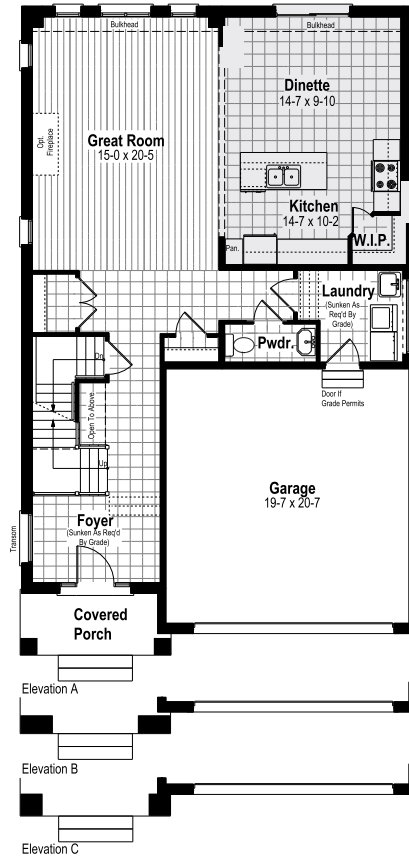 Bulkhead
Bulkhead
Dinette
14-7 x 9-10
Great Room
15-0 x 20-5
Opt.
Fireplace
Kitchen
14-7 x 10-2
W.I.P.
Pan.
Laundry
(Sunken As
Req'd By
Grade)
Pwdr.
Dn.
Open To Above
Up
Door If
Grade Permits
Garage
19-7 x 20-7
Foyer
(Sunken As Req'd
By Grade)
Transom
Covered
Porch
Elevation A
Elevation B
Elevation C